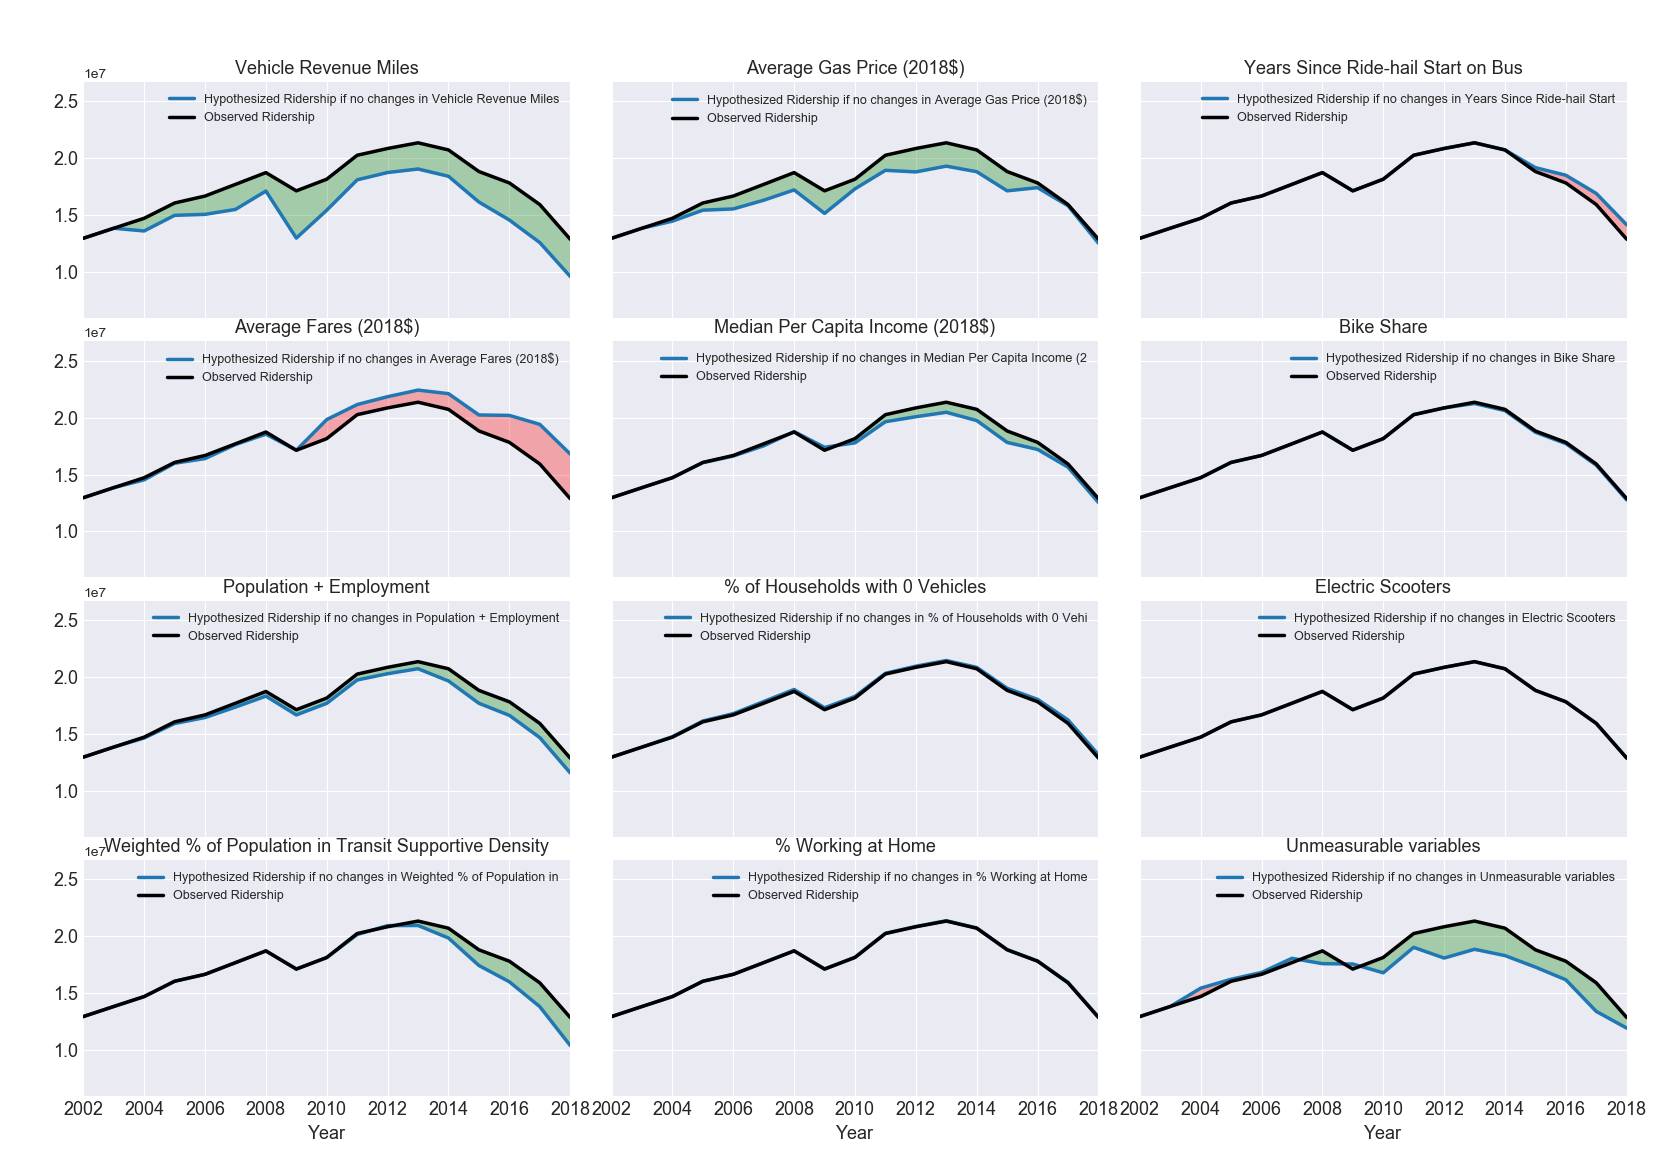 Vehicle Revenue Miles
1e7
2.5
2.0
1.5
1.0
Hypothesized Ridership if no changes in Vehicle Revenue Miles
Observed Ridership
Average Gas Price (2018$)
Hypothesized Ridership if no changes in Average Gas Price (2018$)
Observed Ridership
Years Since Ride-hail Start on Bus
Hypothesized Ridership if no changes in Years Since Ride-hail Start
Observed Ridership
Average Fares (2018$)
1e7
2.5
2.0
1.5
1.0
Hypothesized Ridership if no changes in Average Fares (2018$)
Observed Ridership
Median Per Capita Income (2018$)
Hypothesized Ridership if no changes in Median Per Capita Income (2
Observed Ridership
Bike Share
Hypothesized Ridership if no changes in Bike Share
Observed Ridership
Population + Employment
1e7
2.5
2.0
1.5
1.0
Hypothesized Ridership if no changes in Population + Employment
Observed Ridership
% of Households with 0 Vehicles
Hypothesized Ridership if no changes in % of Households with 0 Vehi
Observed Ridership
Electric Scooters
Hypothesized Ridership if no changes in Electric Scooters
Observed Ridership
Weighted % of Population in Transit Supportive Density
1e7
2.5
2.0
1.5
1.0
Hypothesized Ridership if no changes in Weighted % of Population in
Observed Ridership
2002 2004 2006 2008 2010 2012 2014 2016 2018
Year
% Working at Home
Hypothesized Ridership if no changes in % Working at Home
Observed Ridership
2002 2004 2006 2008 2010 2012 2014 2016 2018
Year
Unmeasurable variables
Hypothesized Ridership if no changes in Unmeasurable variables
Observed Ridership
2002 2004 2006 2008 2010 2012 2014 2016 2018
Year